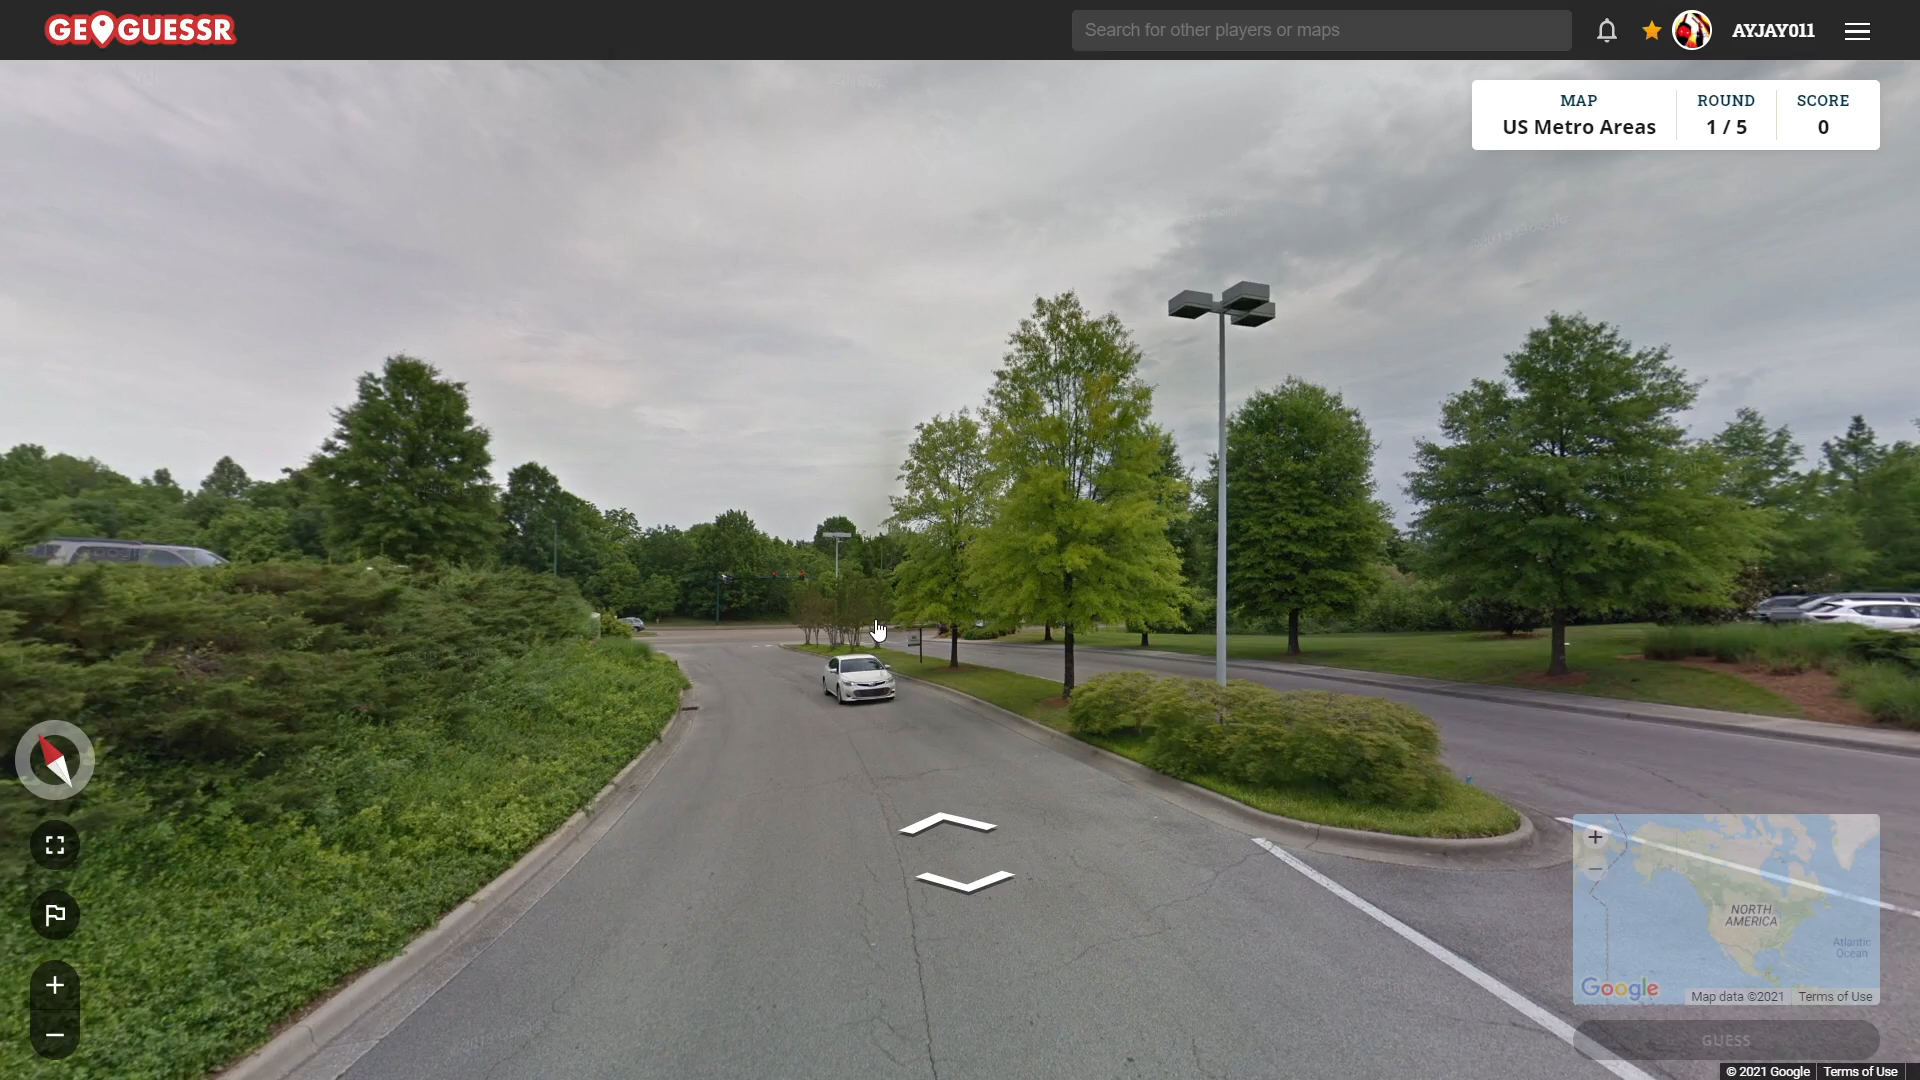 GEOGUESSR
Search for other players or maps
AYJAY011
MAP
US Metro Areas
ROUND
1 / 5
SCORE
0
NORTH
AMERICA
Atlantic
Ocean
Google
Map data ©2021
Terms of Use
GUESS
© 2021 Google
Terms of Use